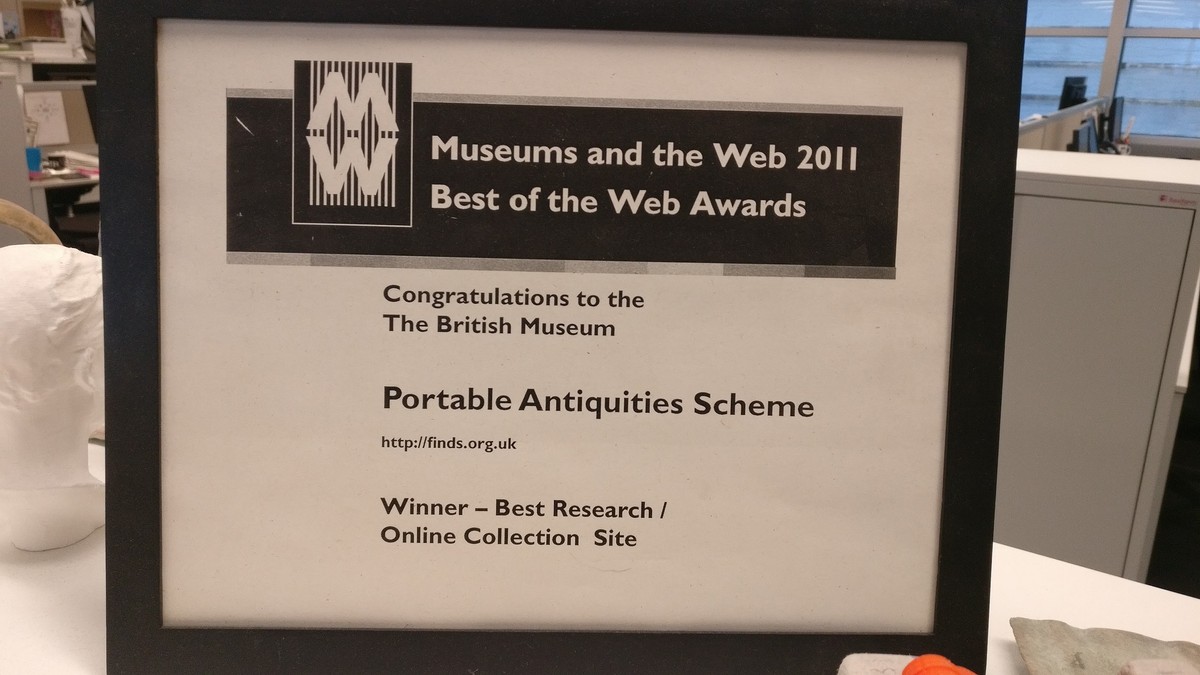 MW
Museums and the Web 2011
Best of the Web Awards
Congratulations to the
The British Museum
Portable Antiquities Scheme
http://finds.org.uk
Winner – Best Research /
Online Collection Site